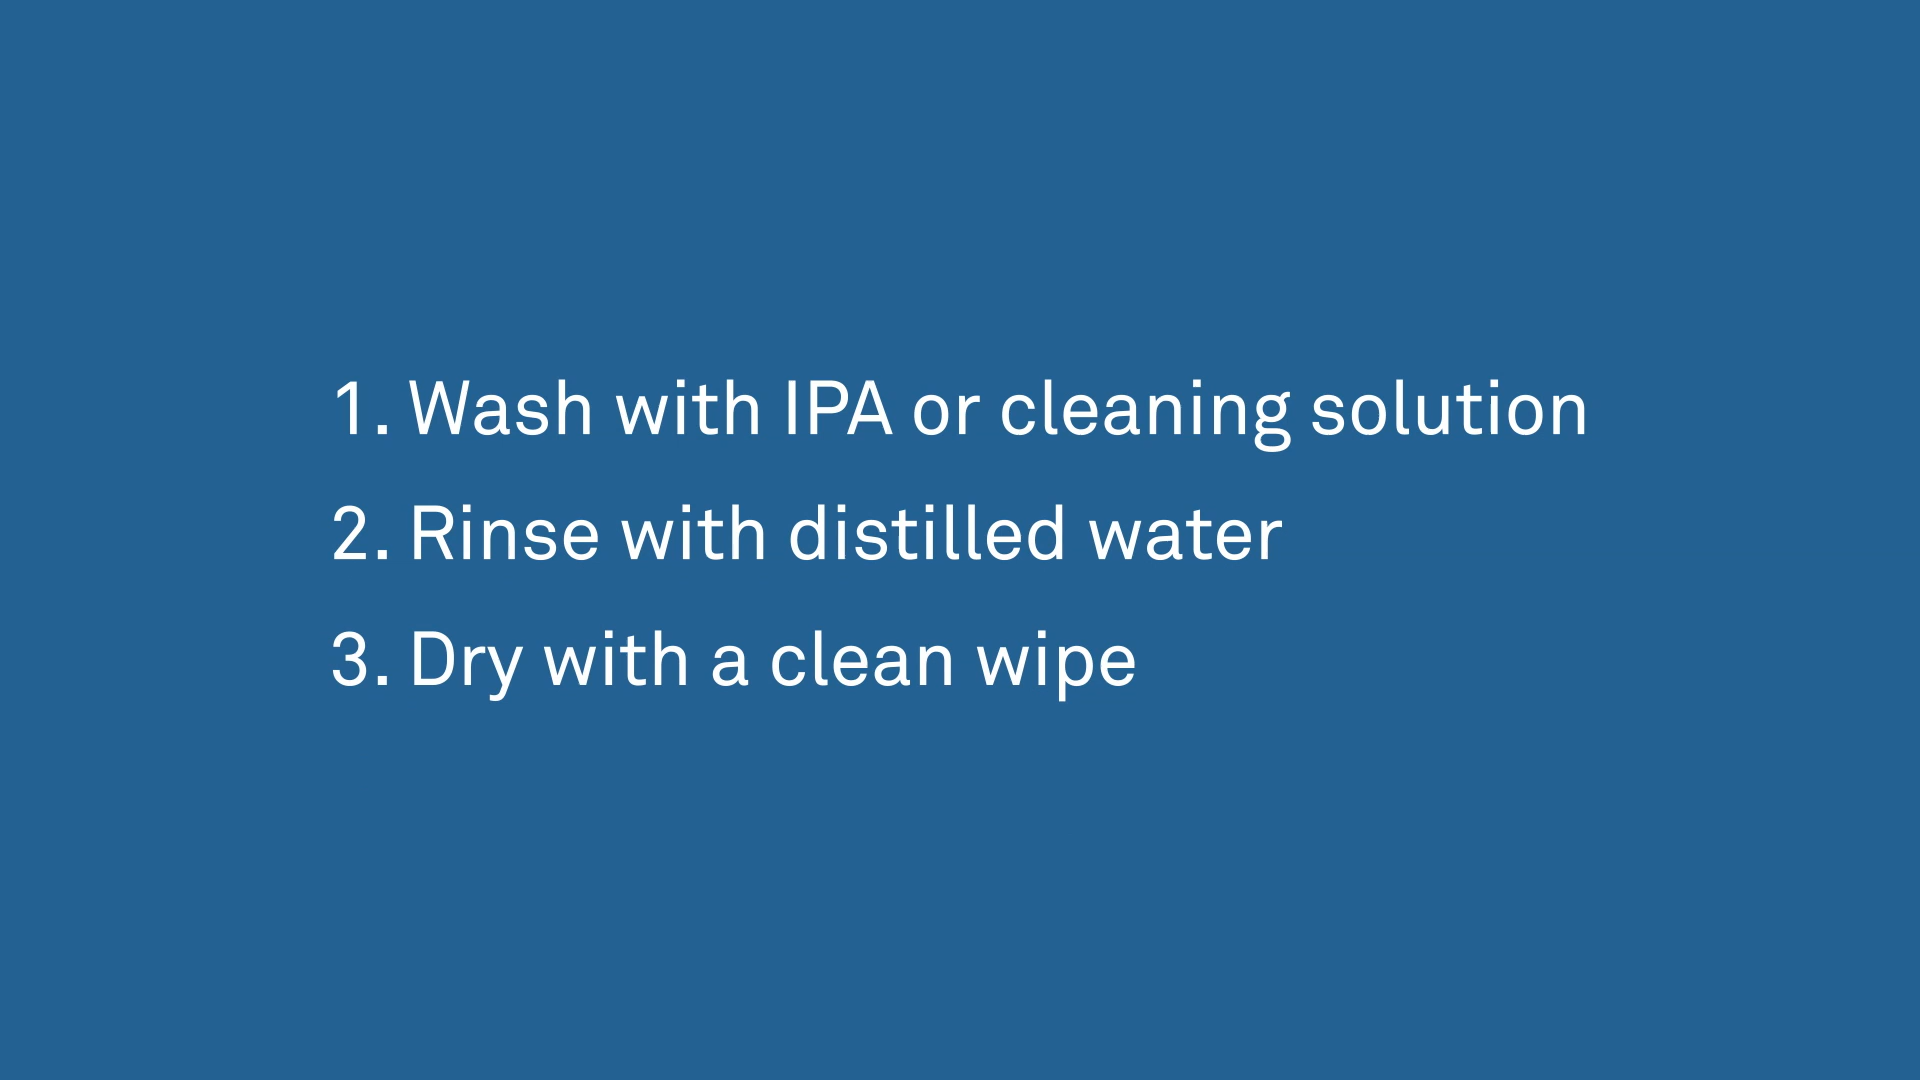 1. Wash with IPA or cleaning solution
2. Rinse with distilled water
3. Dry with a clean wipe